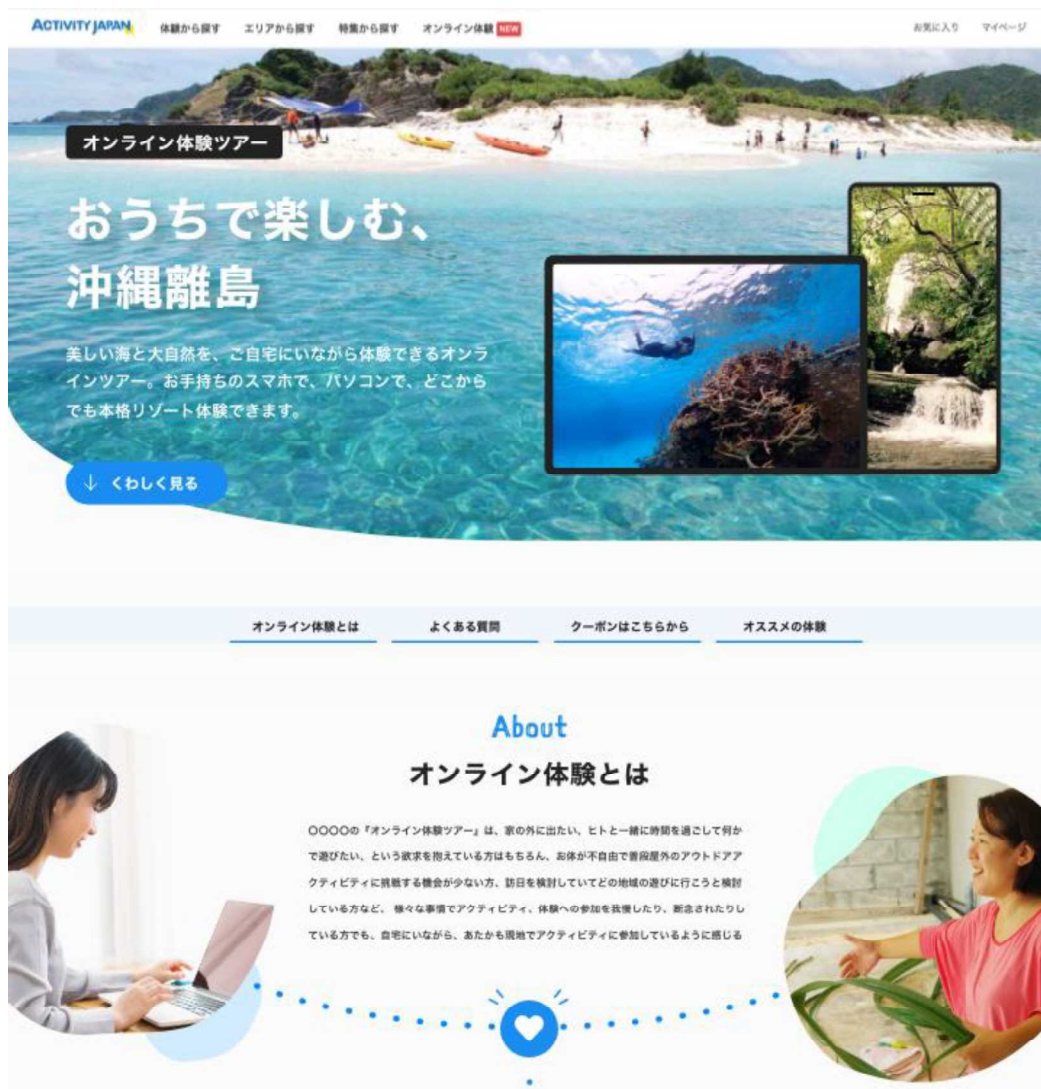 ACTIVITY JAPAN 体験から探す エリアから探す 特集から探す オンライン体験 NEW お気に入り マイページ
オンライン体験ツアー
おうちで楽しむ、
沖縄離島
美しい海と大自然を、ご自宅にいながら体験できるオンラ
インツアー。お手持ちのスマホで、パソコンで、どこから
でも本格リゾート体験できます。
↓ くわしく見る
オンライン体験とは よくある質問 クーポンはこちらから オススメの体験
About
オンライン体験とは
〇〇〇〇の『オンライン体験ツアー』は、家の外に出たい、ヒトと一緒に時間を過ごして何か
で遊びたい、という欲求を抱えている方はもちろん、お体が不自由で普段屋外のアウトドアア
クティビティに挑戦する機会が少ない方、訪日を検討していてどの地域の遊びに行こうと検討
している方など、 様々な事情でアクティビティ、体験への参加を我慢したり、断念されたりし
ている方でも、自宅にいながら、あたかも現地でアクティビティに参加しているように感じる